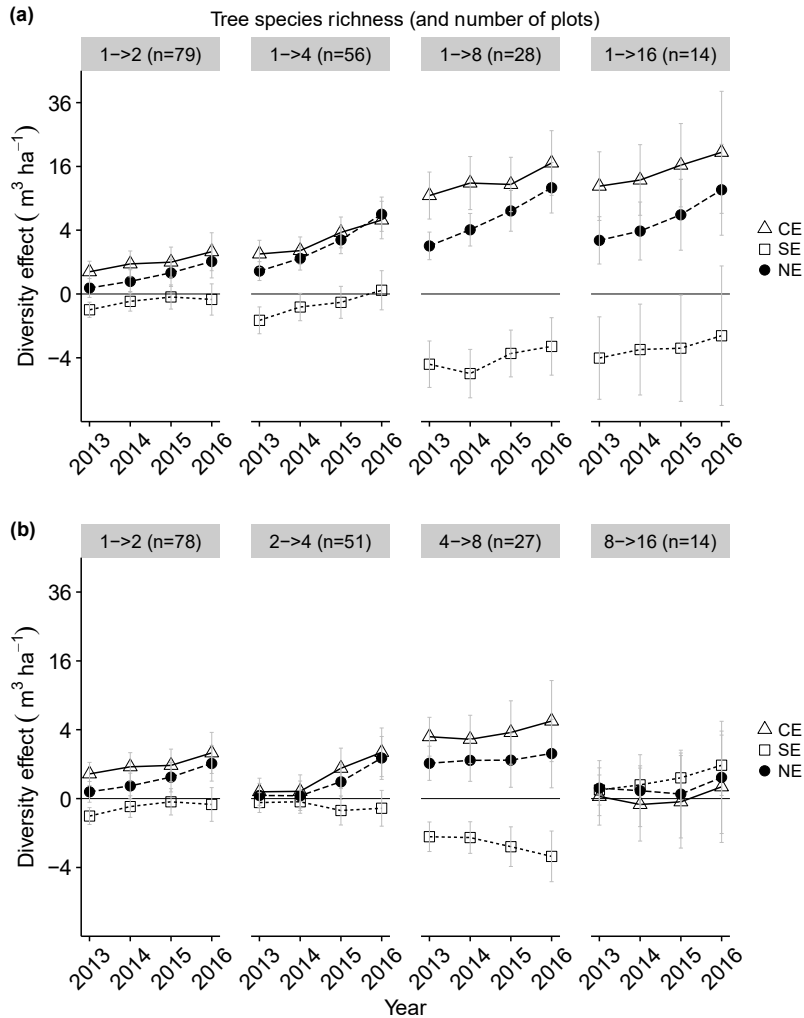 (a)
Tree species richness (and number of plots)
1−>2 (n=79)
1−>4 (n=56)
1−>8 (n=28)
1−>16 (n=14)
Diversity effect ( m³ ha⁻¹)
36
16
4
0
−4
CE
SE
NE
2013 2014 2015 2016
2013 2014 2015 2016
2013 2014 2015 2016
2013 2014 2015 2016
(b)
1−>2 (n=78)
2−>4 (n=51)
4−>8 (n=27)
8−>16 (n=14)
Diversity effect ( m³ ha⁻¹)
36
16
4
0
−4
CE
SE
NE
2013 2014 2015 2016
2013 2014 2015 2016
2013 2014 2015 2016
2013 2014 2015 2016
Year